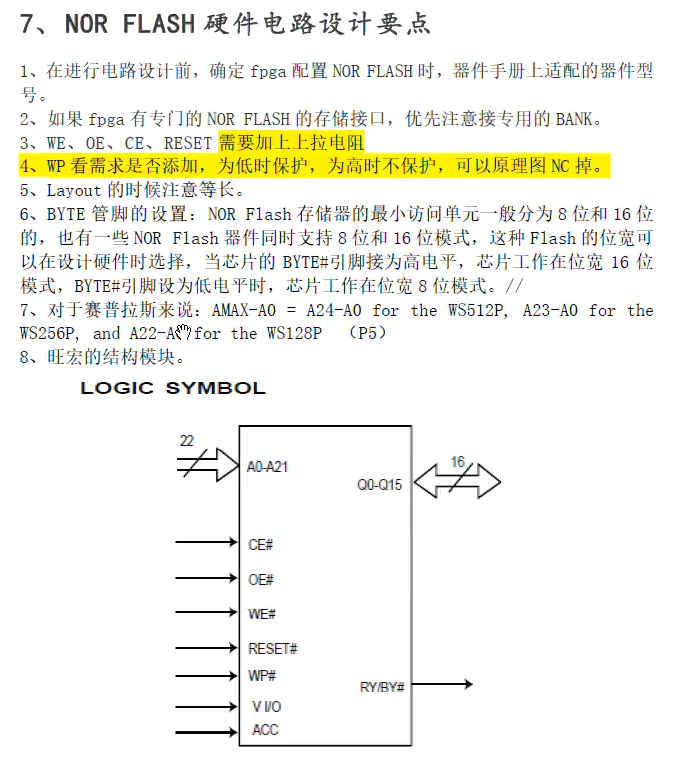 7、NOR FLASH 硬件电路设计要点
1、在进行电路设计前，确定 fpga 配置 NOR FLASH 时，器件手册上适配的器件型
号。
2、如果 fpga 有专门的 NOR FLASH 的存储接口，优先注意接专用的 BANK。
3、WE、OE、CE、RESET 需要加上上拉电阻
4、WP 看需求是否添加，为低时保护，为高时不保护，可以原理图 NC 掉。
5、Layout 的时候注意等长。
6、BYTE 管脚的设置：NOR Flash 存储器的最小访问单元一般分为 8 位和 16 位
的，也有一些 NOR Flash 器件同时支持 8 位和 16 位模式，这种 Flash 的位宽可
以在设计硬件时选择，当芯片的 BYTE#引脚接为高电平，芯片工作在位宽 16 位
模式，BYTE#引脚设为低电平时，芯片工作在位宽 8 位模式。//
7、对于赛普拉斯来说：AMAX-A0 = A24-A0 for the WS512P, A23-A0 for the
WS256P, and A22-A for the WS128P （P5）
8、旺宏的结构模块。
LOGIC SYMBOL
22
A0-A21
16
Q0-Q15
CE#
OE#
WE#
RESET#
WP#
RY/BY#
V I/O
ACC